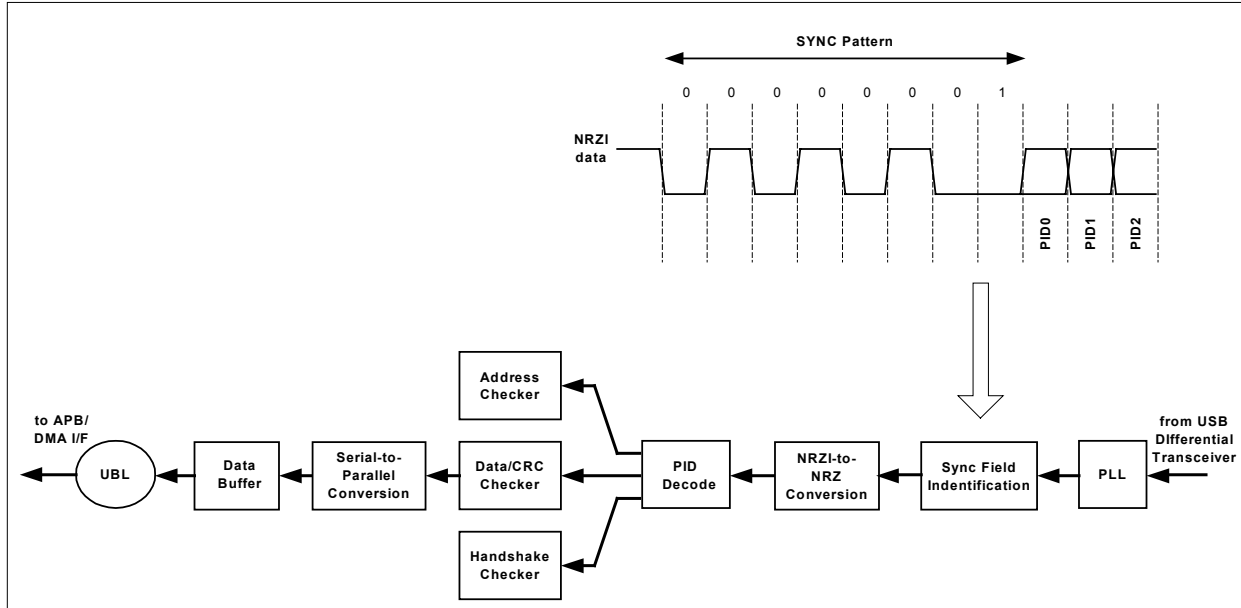 SYNC Pattern
0 0 0 0 0 0 0 1
NRZI
data
PID0
PID1
PID2
Address
Checker
to APB/
DMA I/F
UBL
Data
Buffer
Serial-to-
Parallel
Conversion
Data/CRC
Checker
PID
Decode
NRZI-to-
NRZ
Conversion
Sync Field
Indentification
PLL
from USB
DIfferential
Transceiver
Handshake
Checker